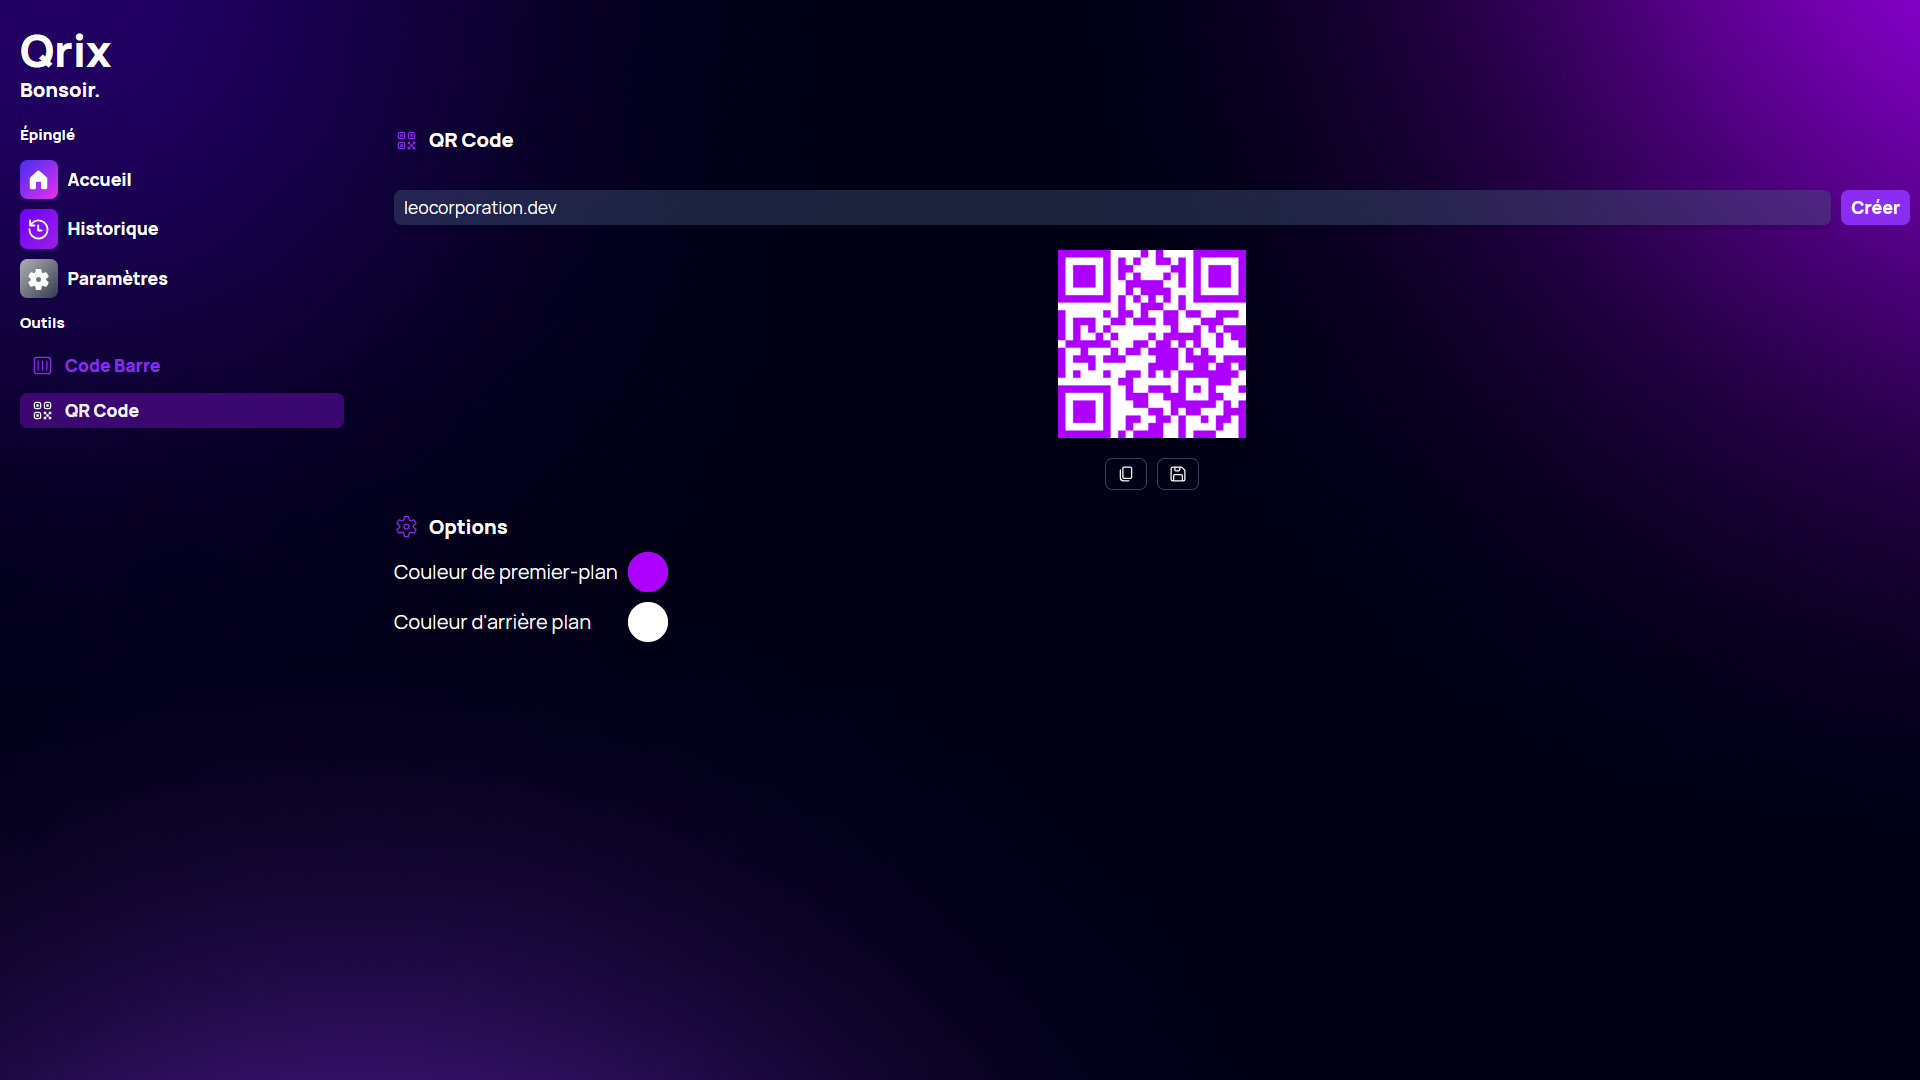 Qrix
Bonsoir.
Épinglé
Accueil
Historique
Paramètres
Outils
Code Barre
QR Code
QR Code
leocorporation.dev
Créer
Options
Couleur de premier-plan
Couleur d'arrière plan